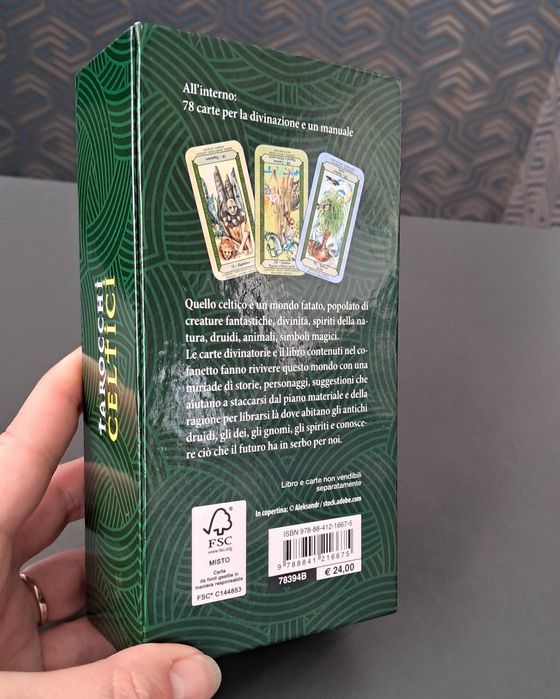 TAROCCHI
CELTICI
All'interno:
78 carte per la divinazione e un manuale
Quello celtico è un mondo fatato, popolato di
creature fantastiche, divinità, spiriti della na-
tura, druidi, animali, simboli magici.
Le carte divinatorie e il libro contenuti nel co-
fanetto fanno rivivere questo mondo con una
miriade di storie, personaggi, suggestioni che
aiutano a staccarsi dal piano materiale e della
ragione per librarsi là dove abitano gli antichi
druidi, gli dei, gli gnomi, gli spiriti e conosce-
re ciò che il futuro ha in serbo per noi.
Libro e carte non vendibili
separatamente
In copertina: © Aleksandr/ stock.adobe.com
FSC
www.fsc.org
MISTO
Carta
da fonti gestite in
maniera responsabile
FSC® C144853
ISBN 978-88-412-1667-5
9 788841 216675
78394B
€ 24,00